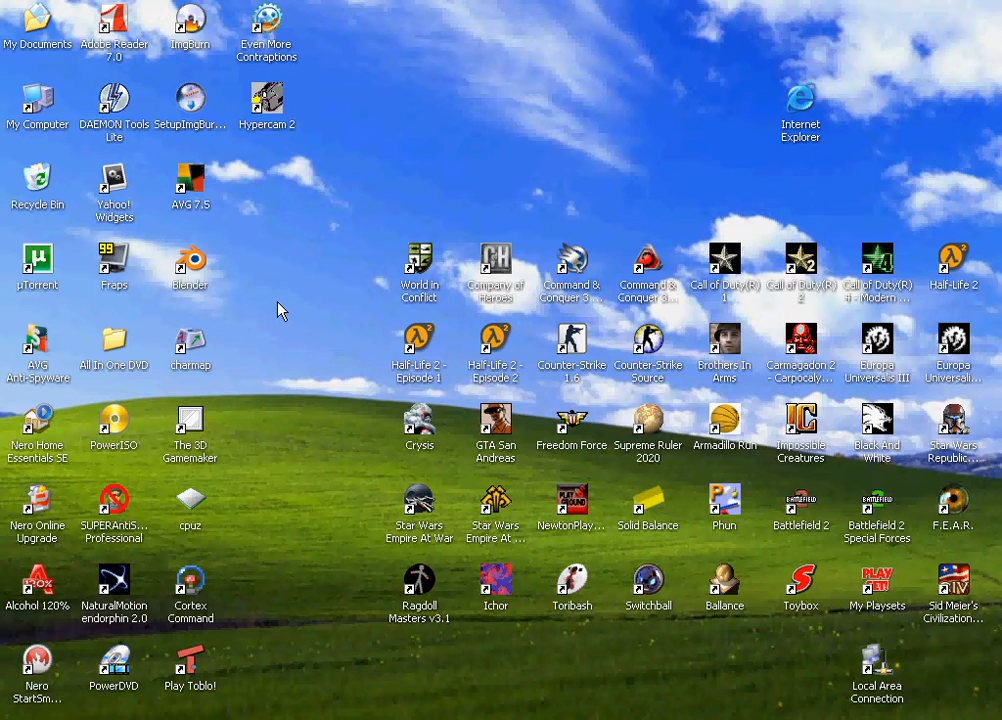 My Documents
Adobe Reader
7.0
ImgBurn
Even More
Contraptions
My Computer
DAEMON Tools
Lite
SetupImgBur...
Hypercam 2
Internet
Explorer
Recycle Bin
Yahoo!
Widgets
AVG 7.5
µTorrent
99
Fraps
Blender
World in
Conflict
Company of
Heroes
Command &
Conquer 3 ...
Command &
Conquer 3...
Call of Duty(R)
1 ...
Call of Duty(R)
2
Call of Duty(R)
4 - Modern ...
Half-Life 2
AVG
Anti-Spyware
All In One DVD
charmap
Half-Life 2 -
Episode 1
Half-Life 2 -
Episode 2
Counter-Strike
1.6
Counter-Strike
Source
Brothers In
Arms
Carmagadon 2
- Carpocaly...
Europa
Universalis III
Europa
Universali...
Nero Home
Essentials SE
PowerISO
The 3D
Gamemaker
Crysis
GTA San
Andreas
Freedom Force
Supreme Ruler
2020
Armadillo Run
Impossible
Creatures
Black And
White
Star Wars
Republic...
Nero Online
Upgrade
SUPERAntiS...
Professional
cpuz
Star Wars
Empire At War
Star Wars
Empire At ...
NewtonPlay...
Solid Balance
Phun
Battlefield 2
Battlefield 2
Special Forces
F.E.A.R.
Alcohol 120%
NaturalMotion
endorphin 2.0
Cortex
Command
Ragdoll
Masters v3.1
Ichor
Toribash
Switchball
Ballance
Toybox
My Playsets
Sid Meier's
Civilization...
Nero
StartSm...
PowerDVD
Play Toblo!
Local Area
Connection